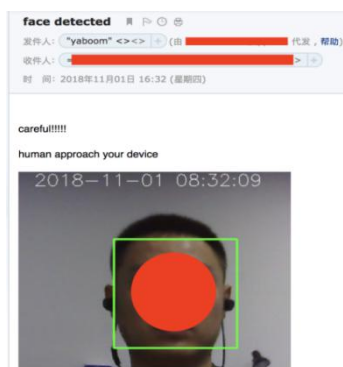 face detected
发件人： "yaboom" <><> (由 代发，帮助)
收件人： >
时 间： 2018年11月01日 16:32 (星期四)
careful!!!!!
human approach your device
2018-11-01 08:32:09